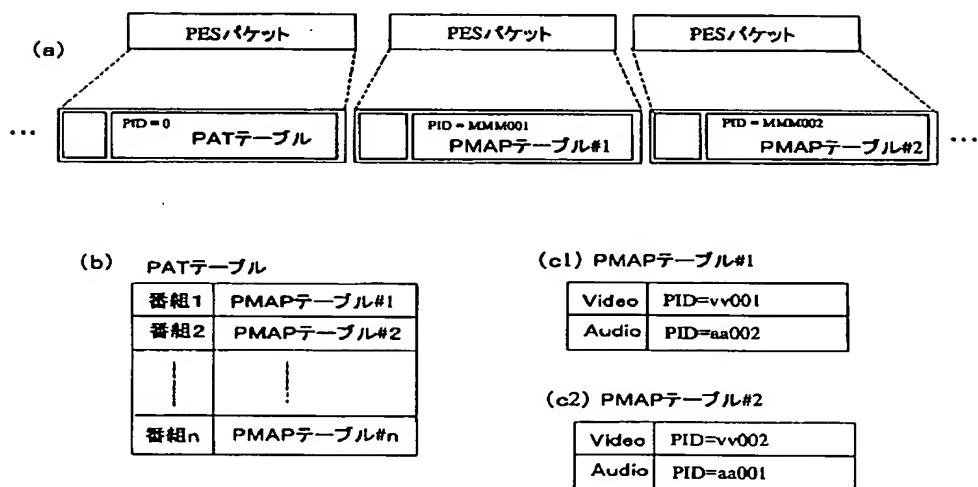 (a)
PESパケット PESパケット PESパケット
… PID=0 PID=MMM001 PID=MMM002 …
PATテーブル PMAPテーブル#1 PMAPテーブル#2
(b) PATテーブル
番組1 PMAPテーブル#1
番組2 PMAPテーブル#2
番組n PMAPテーブル#n
(c1) PMAPテーブル#1
Video PID=vv001
Audio PID=aa002
(c2) PMAPテーブル#2
Video PID=vv002
Audio PID=aa001